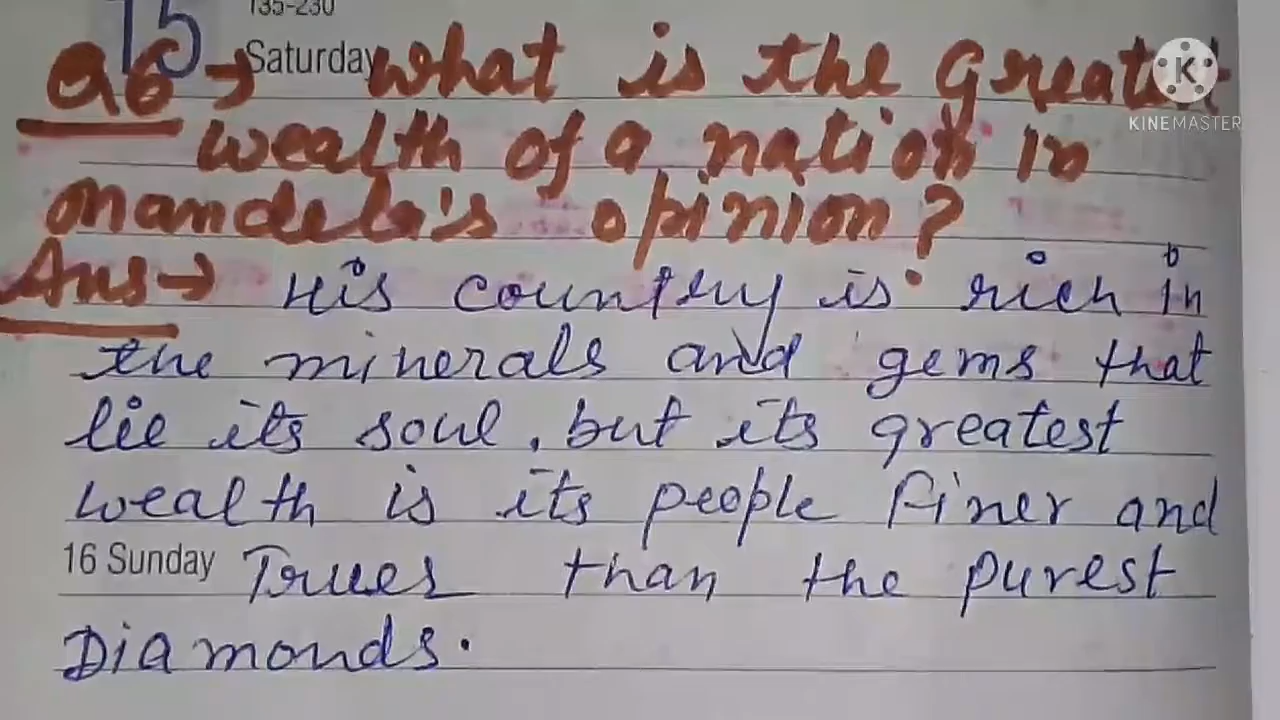 15
135-230
Saturday
Q6 → What is the Greatest
wealth of a nation in
mandela's opinion?
Ans → His country is rich in
the minerals and gems that
lie its soul, but its greatest
wealth is its people finer and
16 Sunday
Trues than the purest
Diamonds.
K
KINEMASTER